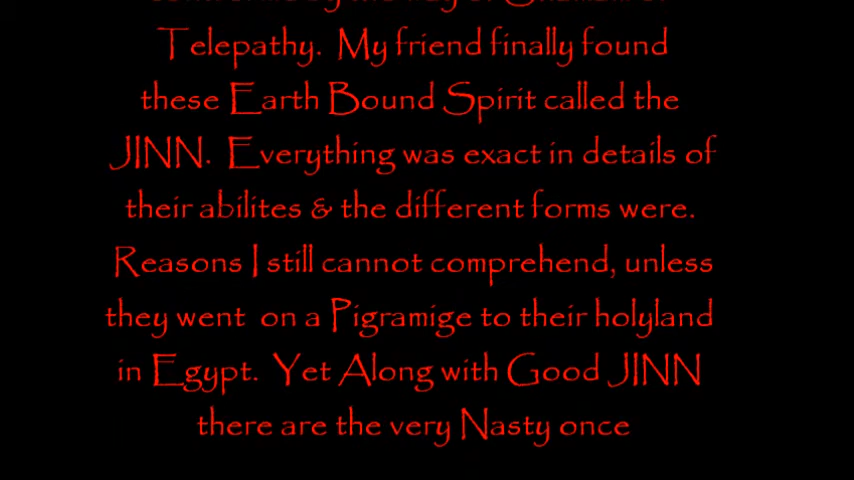 Telepathy. My friend finally found
these Earth Bound Spirit called the
JINN. Everything was exact in details of
their abilites & the different forms were.
Reasons I still cannot comprehend, unless
they went on a Pigramige to their holyland
in Egypt. Yet Along with Good JINN
there are the very Nasty once